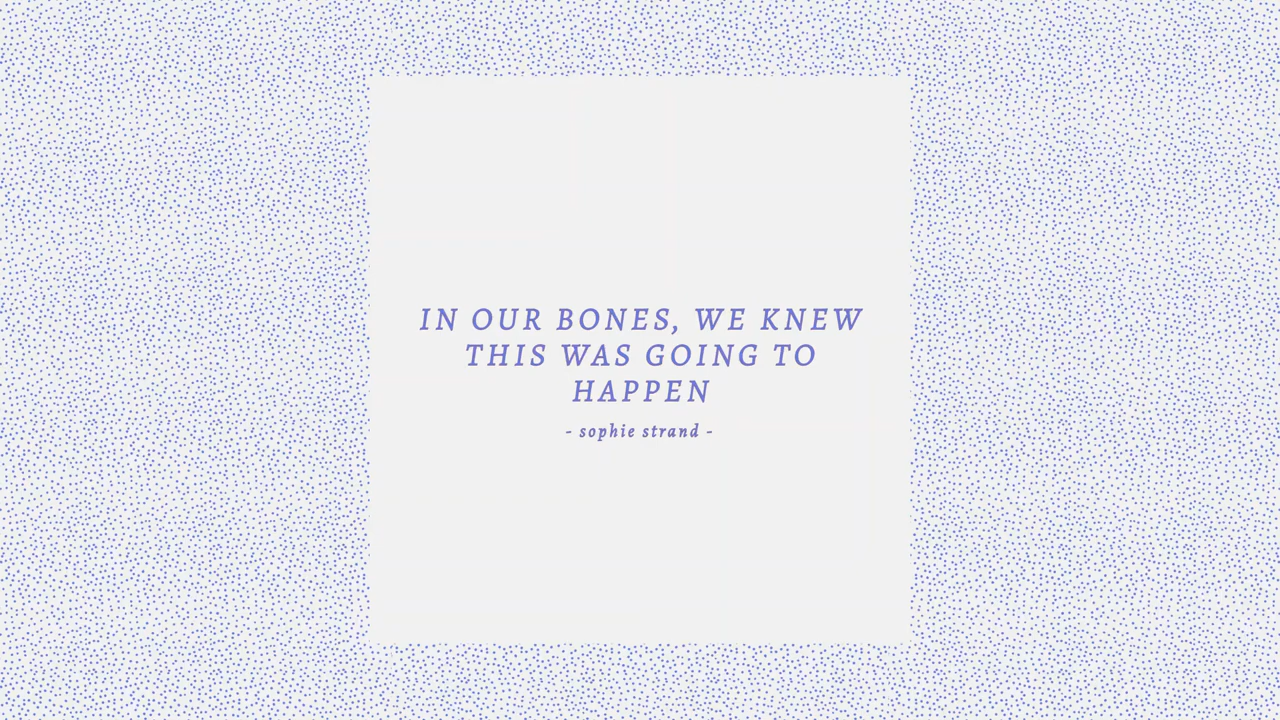 IN OUR BONES, WE KNEW
THIS WAS GOING TO
HAPPEN
- sophie strand -